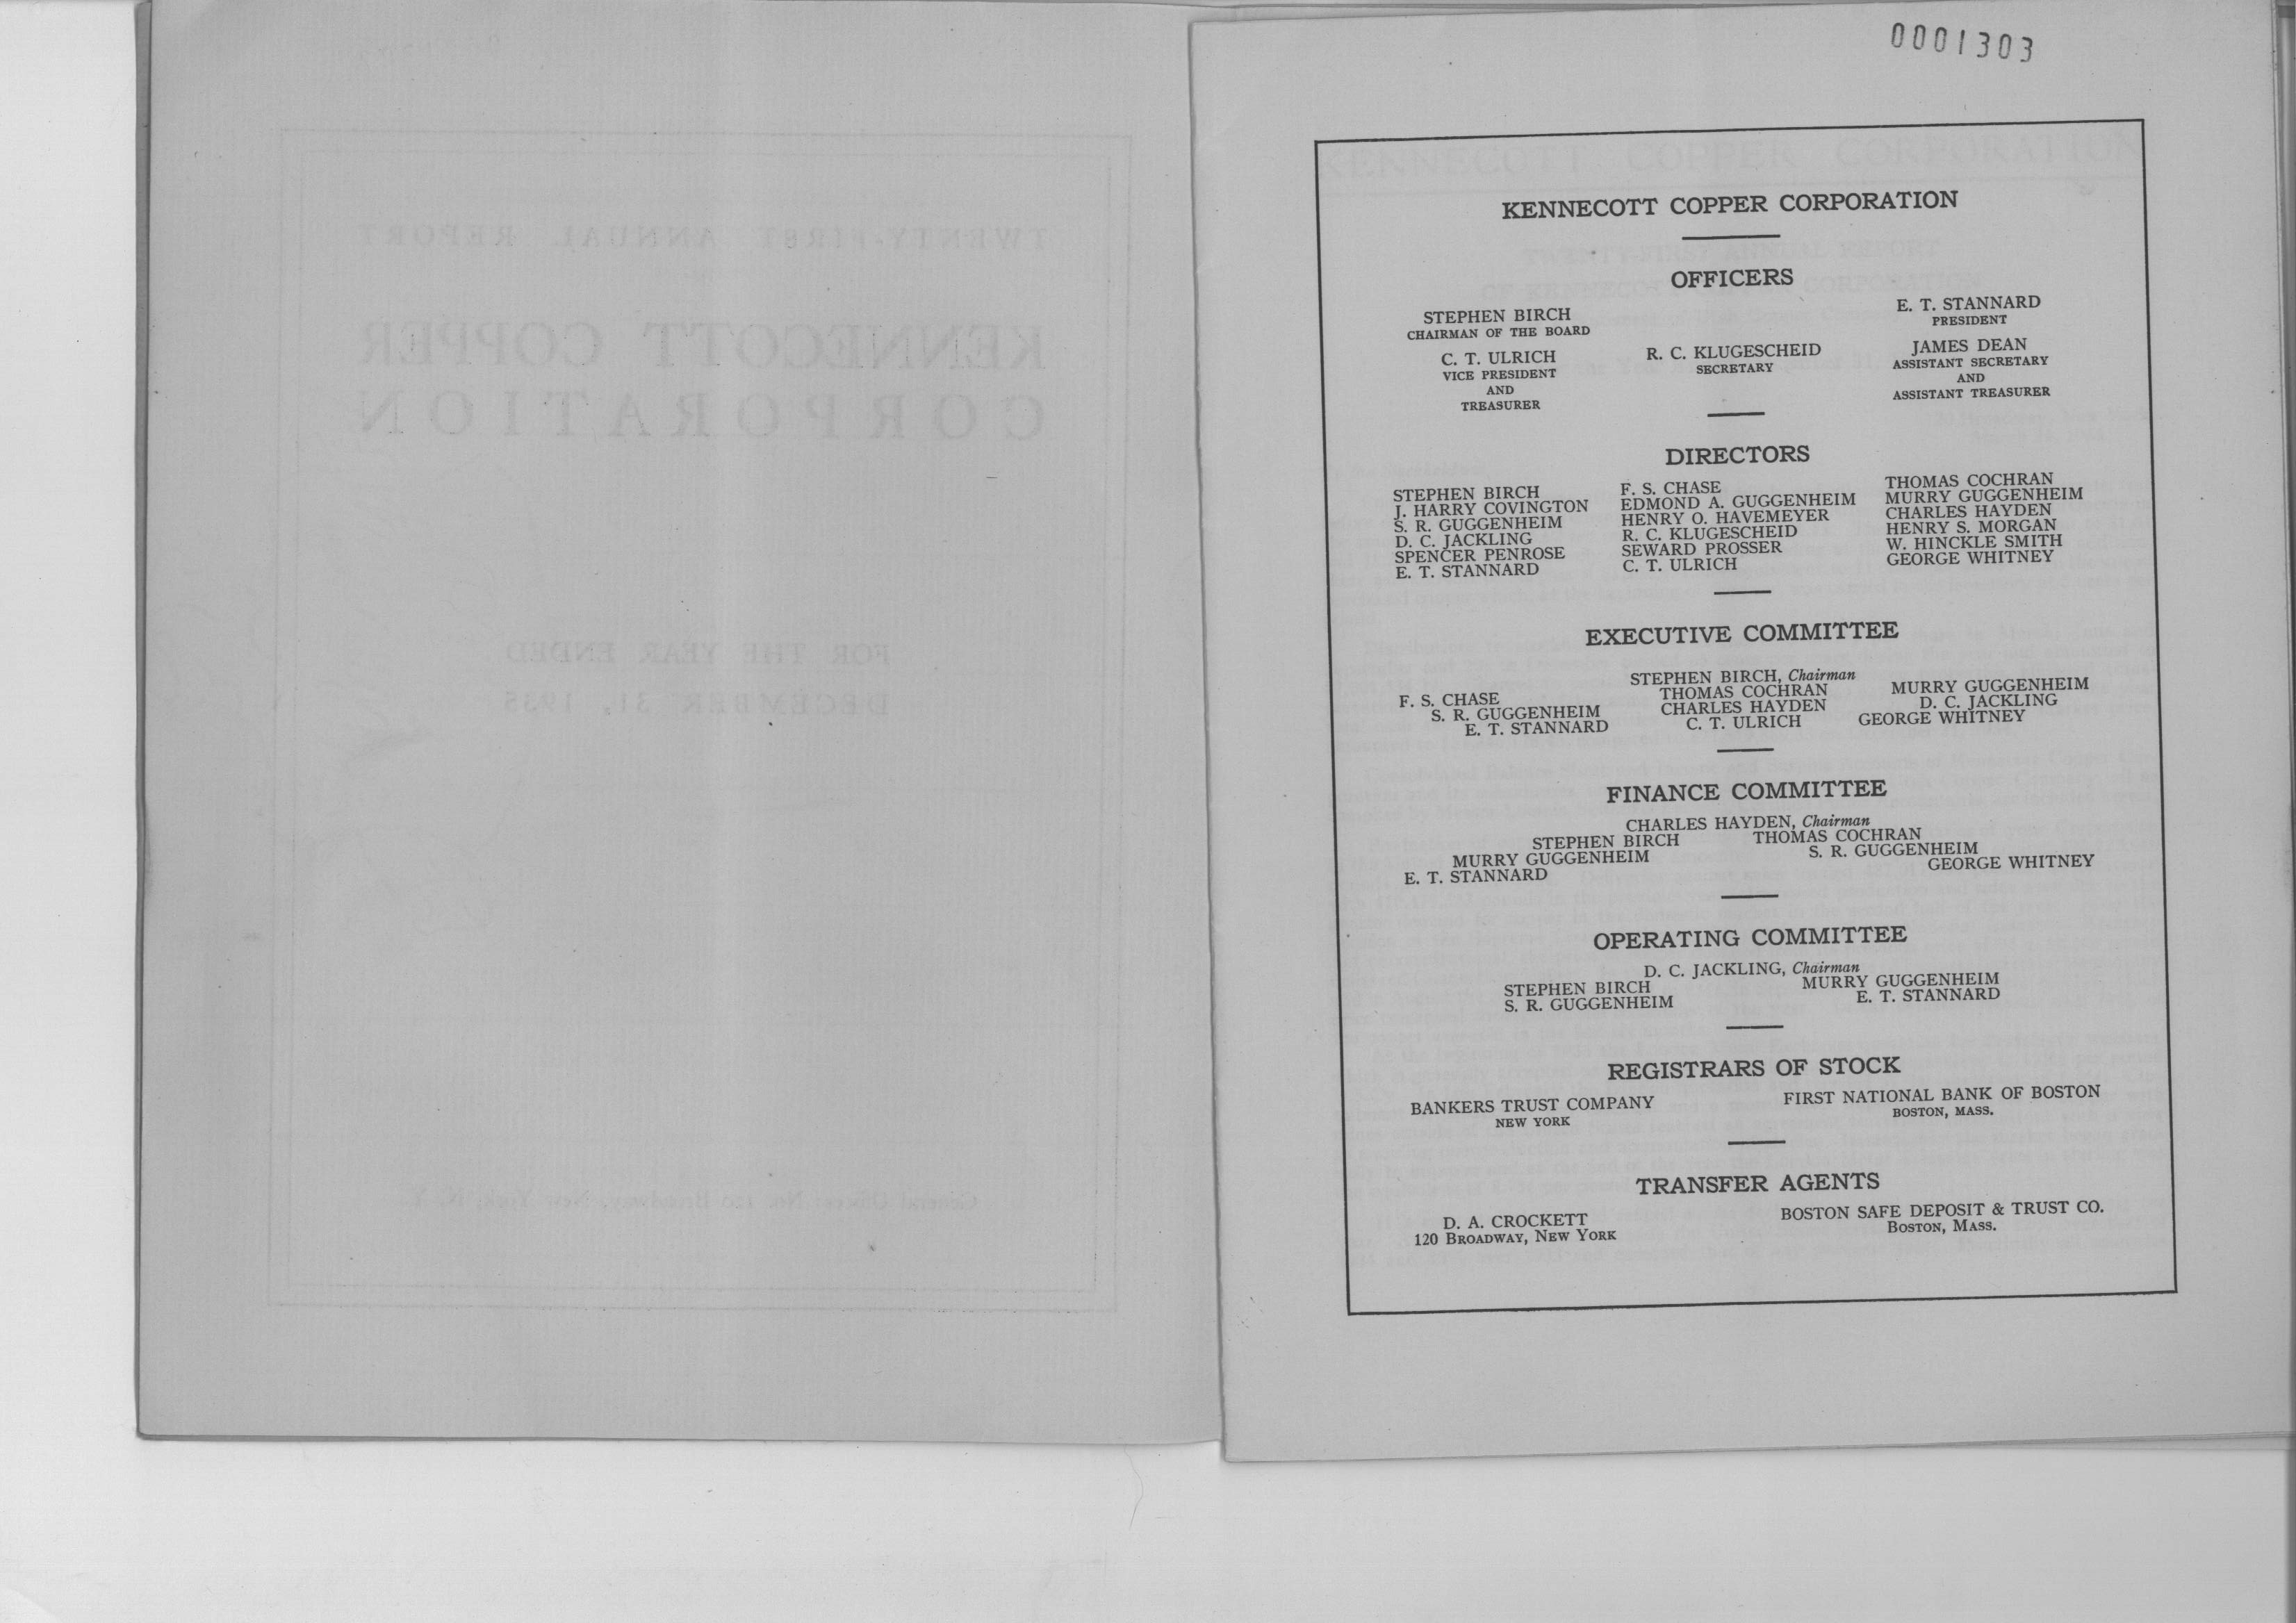 TWENTY-FIRST ANNUAL REPORT
KENNECOTT COPPER
CORPORATION
FOR THE YEAR ENDED
DECEMBER 31, 1935
General Offices: No. 120 Broadway, New York, N. Y.
0001303
KENNECOTT COPPER CORPORATION
OFFICERS
STEPHEN BIRCH
CHAIRMAN OF THE BOARD
E. T. STANNARD
PRESIDENT
C. T. ULRICH
VICE PRESIDENT
AND
TREASURER
R. C. KLUGESCHEID
SECRETARY
JAMES DEAN
ASSISTANT SECRETARY
AND
ASSISTANT TREASURER
DIRECTORS
STEPHEN BIRCH F. S. CHASE THOMAS COCHRAN
J. HARRY COVINGTON EDMOND A. GUGGENHEIM MURRY GUGGENHEIM
S. R. GUGGENHEIM HENRY O. HAVEMEYER CHARLES HAYDEN
D. C. JACKLING R. C. KLUGESCHEID HENRY S. MORGAN
SPENCER PENROSE SEWARD PROSSER W. HINCKLE SMITH
E. T. STANNARD C. T. ULRICH GEORGE WHITNEY
EXECUTIVE COMMITTEE
STEPHEN BIRCH, Chairman
F. S. CHASE THOMAS COCHRAN MURRY GUGGENHEIM
S. R. GUGGENHEIM CHARLES HAYDEN D. C. JACKLING
E. T. STANNARD C. T. ULRICH GEORGE WHITNEY
FINANCE COMMITTEE
CHARLES HAYDEN, Chairman
STEPHEN BIRCH THOMAS COCHRAN
MURRY GUGGENHEIM S. R. GUGGENHEIM
E. T. STANNARD GEORGE WHITNEY
OPERATING COMMITTEE
D. C. JACKLING, Chairman
STEPHEN BIRCH MURRY GUGGENHEIM
S. R. GUGGENHEIM E. T. STANNARD
REGISTRARS OF STOCK
BANKERS TRUST COMPANY
NEW YORK
FIRST NATIONAL BANK OF BOSTON
BOSTON, MASS.
TRANSFER AGENTS
D. A. CROCKETT
120 BROADWAY, NEW YORK
BOSTON SAFE DEPOSIT & TRUST CO.
BOSTON, MASS.